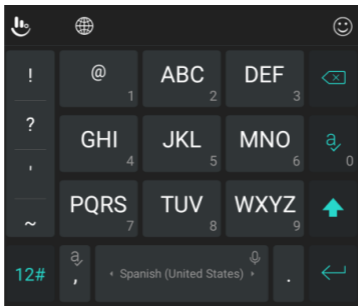 ! @ 1 ABC 2 DEF 3
? GHI 4 JKL 5 MNO 6 a 0
'
~ PQRS 7 TUV 8 WXYZ 9
12# a , Spanish (United States) .